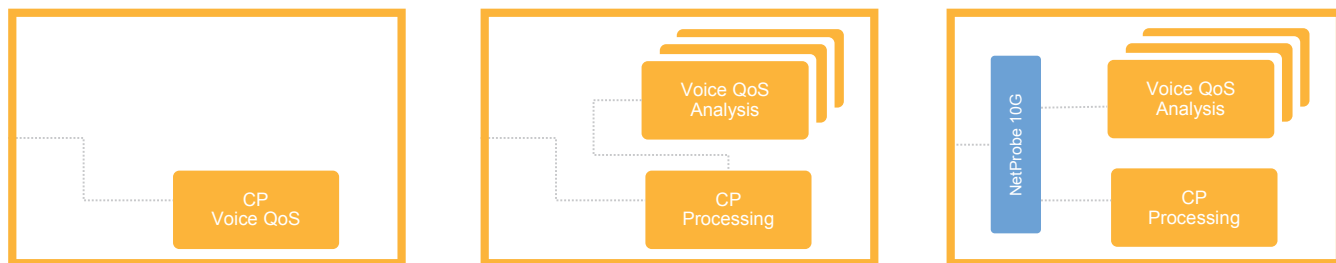 CP
Voice QoS
Voice QoS
Analysis
CP
Processing
NetProbe 10G
Voice QoS
Analysis
CP
Processing